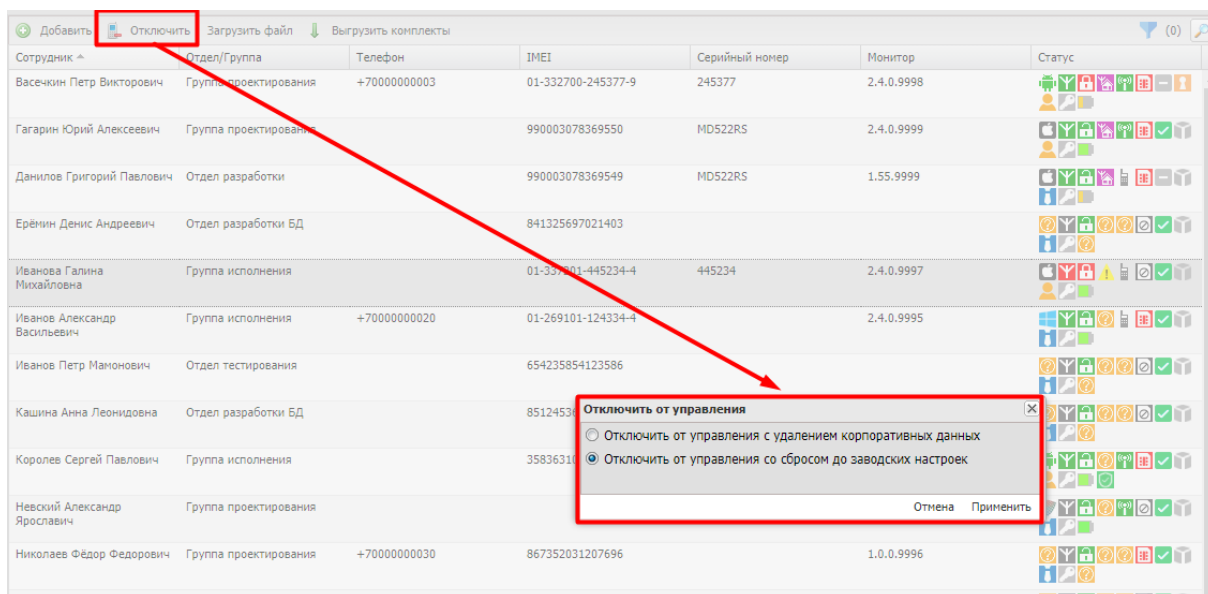 Добавить Отключить Загрузить файл Выгрузить комплекты (0)
Сотрудник Отдел/Группа Телефон IMEI Серийный номер Монитор Статус
Васечкин Петр Викторович Группа проектирования +70000000003 01-332700-245377-9 245377 2.4.0.9998
Гагарин Юрий Алексеевич Группа проектирования 990003078369550 MD522RS 2.4.0.9999
Данилов Григорий Павлович Отдел разработки 990003078369549 MD522RS 1.55.9999
Ерёмин Денис Андреевич Отдел разработки БД 841325697021403
Иванова Галина Группа исполнения 445234 2.4.0.9997
Михайловна
Иванов Александр Группа исполнения +70000000020 01-269101-124334-4 2.4.0.9995
Васильевич
Иванов Петр Мамонович Отдел тестирования 654235854123586
Кашина Анна Леонидовна Отдел разработки БД
Отключить от управления
Отключить от управления с удалением корпоративных данных
Королев Сергей Павлович Группа исполнения
Отключить от управления со сбросом до заводских настроек
Невский Александр Группа проектирования
Ярославич
Отмена Применить
Николаев Фёдор Федорович Группа проектирования +70000000030 867352031207696 1.0.0.9996